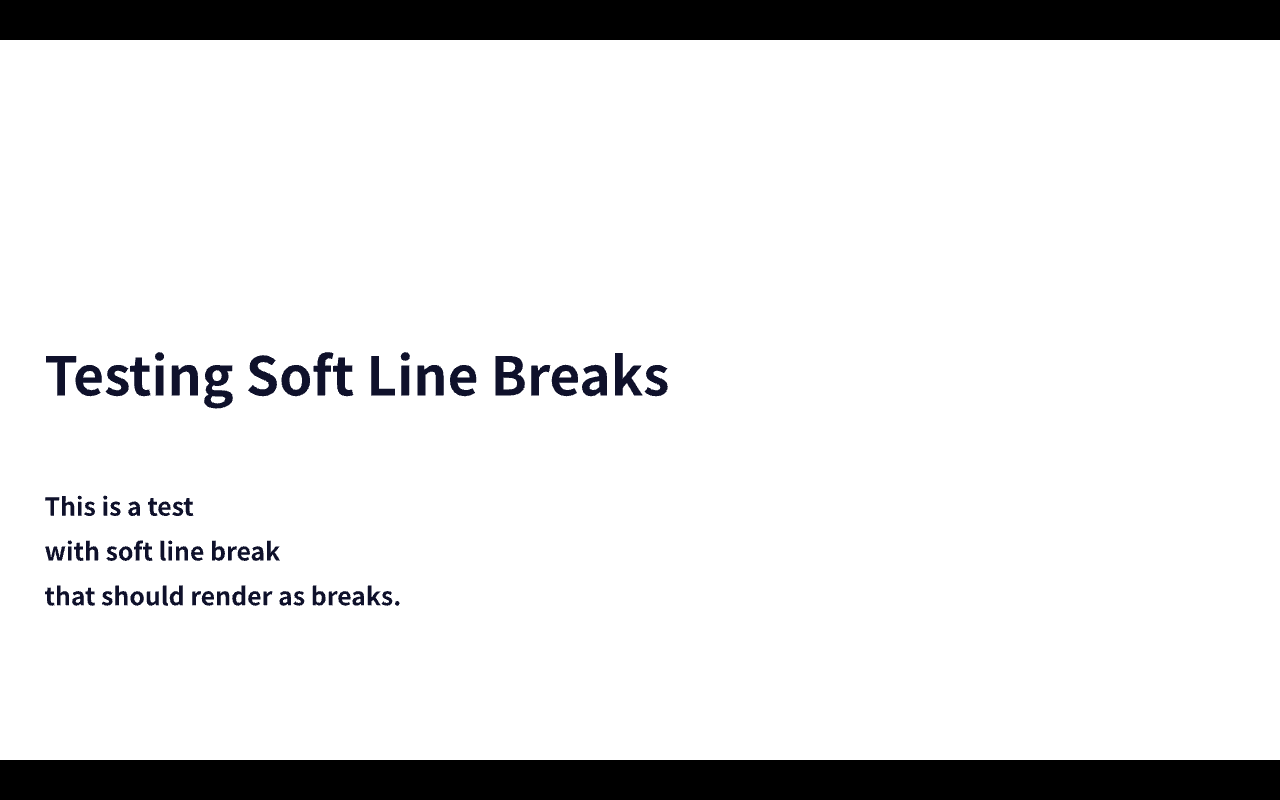 Testing Soft Line Breaks
This is a test
with soft line break
that should render as breaks.